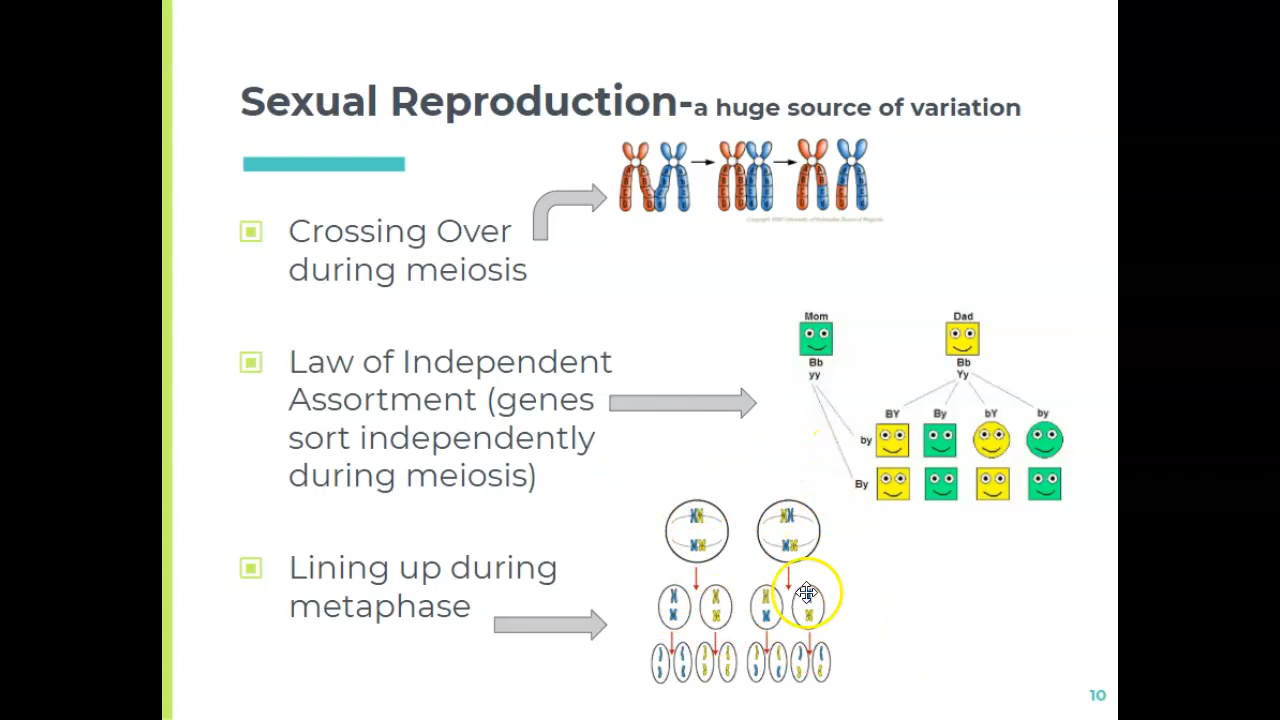 Sexual Reproduction-a huge source of variation
Crossing Over
during meiosis
Law of Independent
Assortment (genes
sort independently
during meiosis)
Mom
Dad
Bb
yy
Bb
Yy
BY By bY by
by
By
Lining up during
metaphase
10